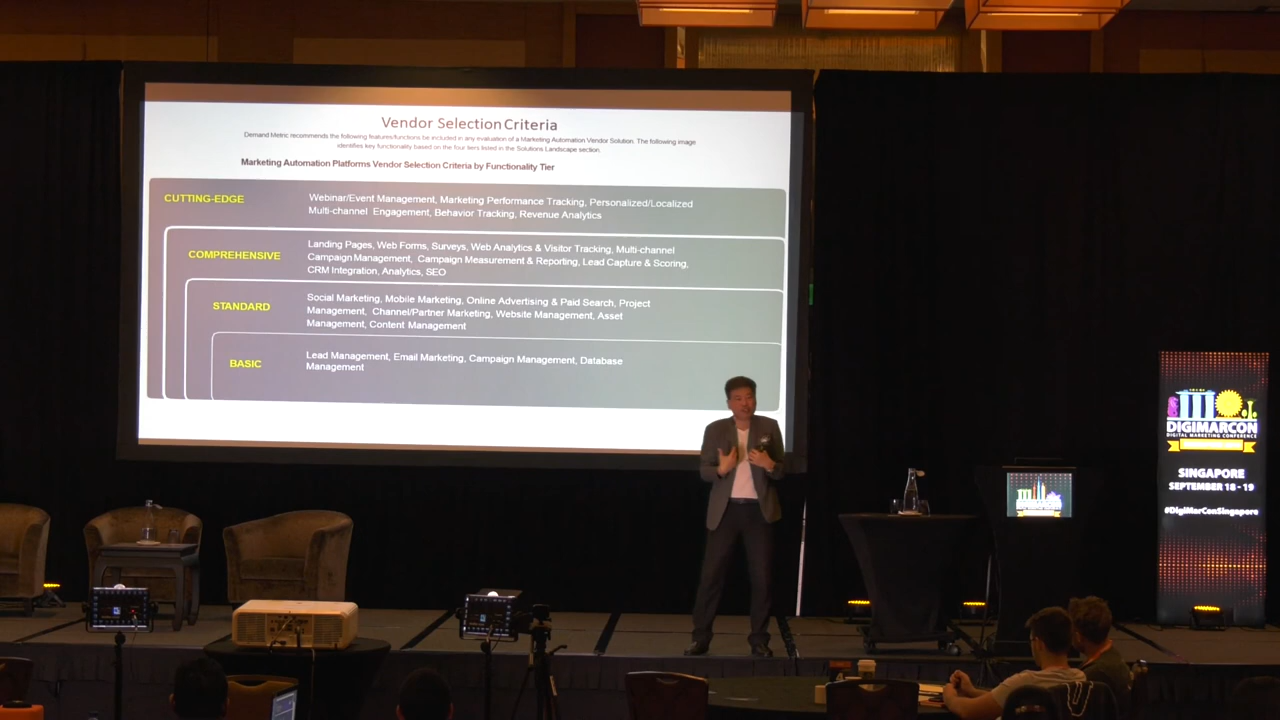 Vendor Selection Criteria
Demand Metric recommends the following features/functions be included in any evaluation of a Marketing Automation Vendor Solution. The following image
identifies key functionality based on the four tiers listed in the Solutions Landscape section.
Marketing Automation Platforms Vendor Selection Criteria by Functionality Tier
CUTTING-EDGE
Webinar/Event Management, Marketing Performance Tracking, Personalized/Localized
Multi-channel Engagement, Behavior Tracking, Revenue Analytics
COMPREHENSIVE
Landing Pages, Web Forms, Surveys, Web Analytics & Visitor Tracking, Multi-channel
Campaign Management, Campaign Measurement & Reporting, Lead Capture & Scoring,
CRM Integration, Analytics, SEO
STANDARD
Social Marketing, Mobile Marketing, Online Advertising & Paid Search, Project
Management, Channel/Partner Marketing, Website Management, Asset
Management, Content Management
BASIC
Lead Management, Email Marketing, Campaign Management, Database
Management
DIGIMARCON
DIGITAL MARKETING CONFERENCE
SINGAPORE
SEPTEMBER 18 - 19
#DigiMarConSingapore